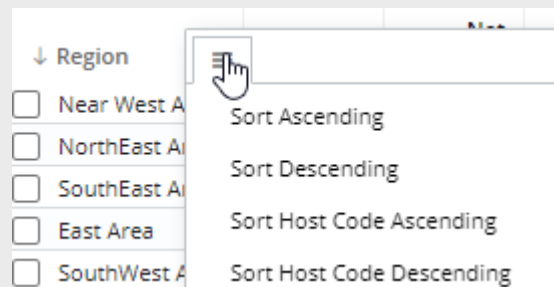 Region
Near West A
NorthEast A
SouthEast A
East Area
SouthWest A
Sort Ascending
Sort Descending
Sort Host Code Ascending
Sort Host Code Descending